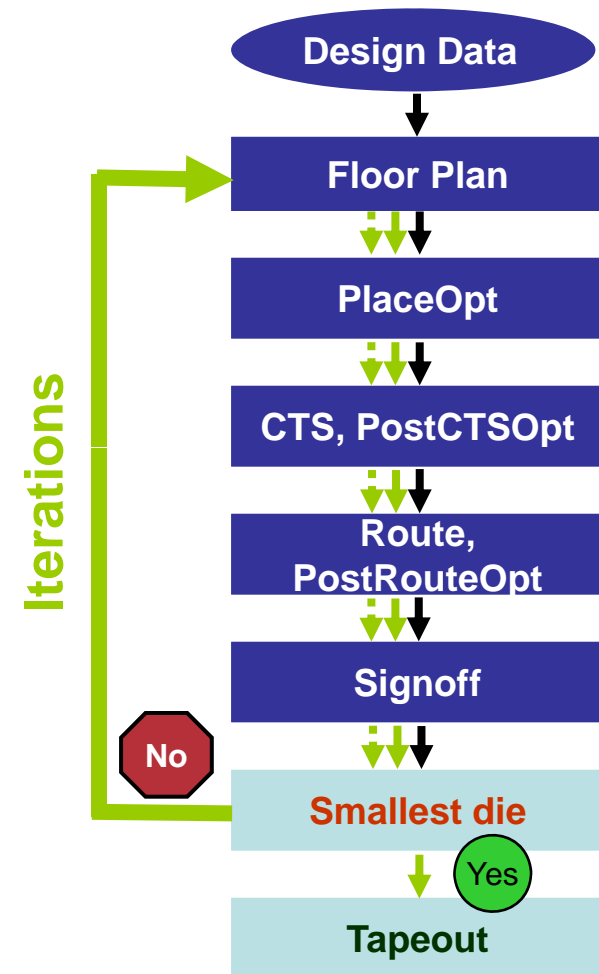 Design Data
Floor Plan
PlaceOpt
CTS, PostCTSOpt
Route,
PostRouteOpt
Signoff
Iterations
No
Smallest die
Yes
Tapeout